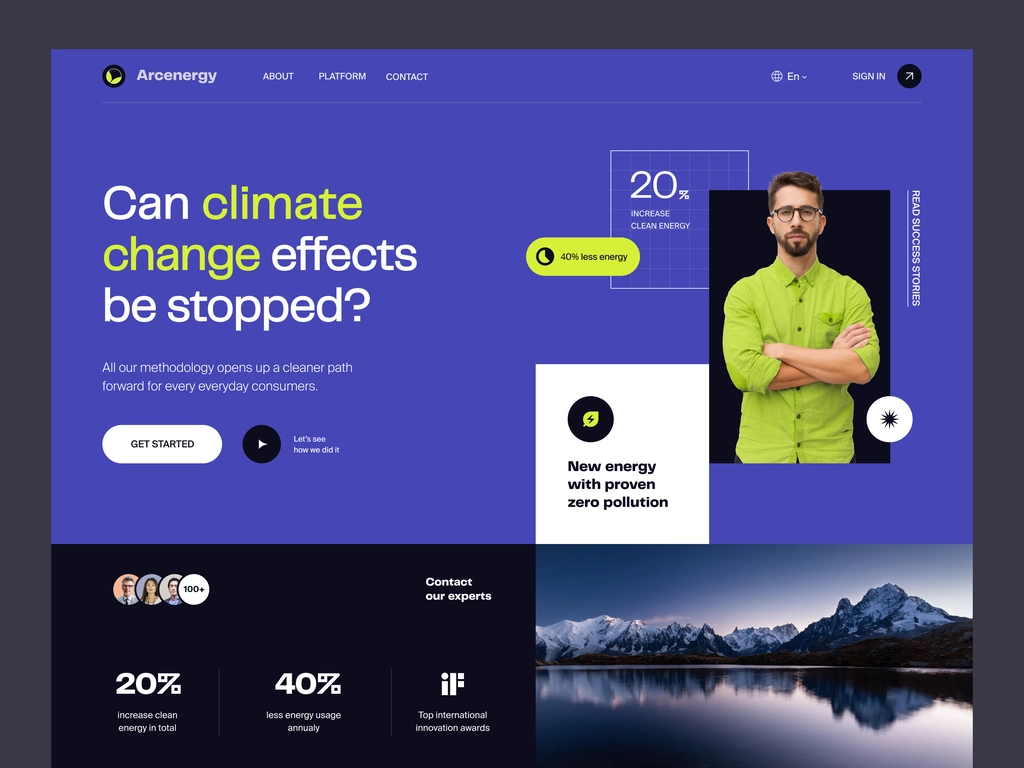 Arcenergy
ABOUT
PLATFORM
CONTACT
En
SIGN IN
Can climate
change effects
be stopped?
All our methodology opens up a cleaner path
forward for every everyday consumers.
GET STARTED
Let's see
how we did it
20%
INCREASE
CLEAN ENERGY
40% less energy
READ SUCCESS STORIES
New energy
with proven
zero pollution
100+
Contact
our experts
20%
increase clean
energy in total
40%
less energy usage
annualy
iF
Top international
innovation awards